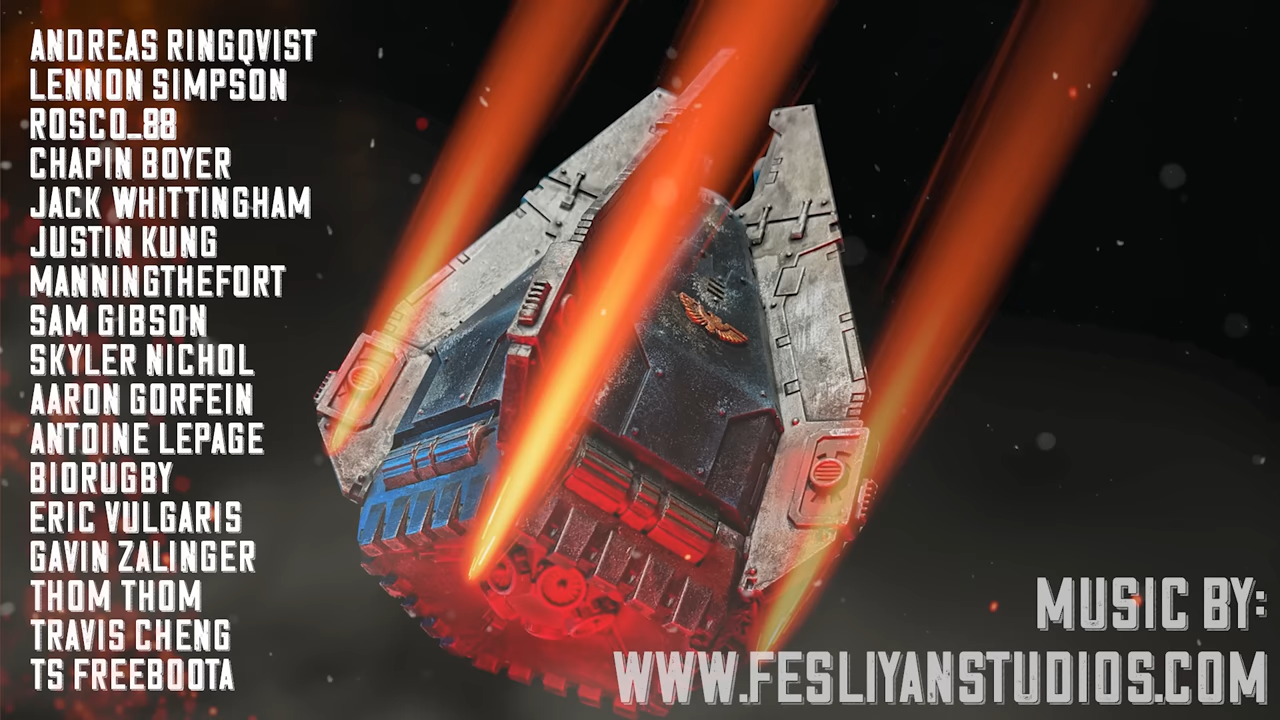 ANDREAS RINGQVIST
LENNON SIMPSON
ROSCO_88
CHAPIN BOYER
JACK WHITTINGHAM
JUSTIN KUNG
MANNINGTHEFORT
SAM GIBSON
SKYLER NICHOL
AARON GORFEIN
ANTOINE LEPAGE
BIORUGBY
ERIC VULGARIS
GAVIN ZALINGER
THOM THOM
TRAVIS CHENG
TS FREEBOOTA
MUSIC BY:
WWW.FESLIYANSTUDIOS.COM